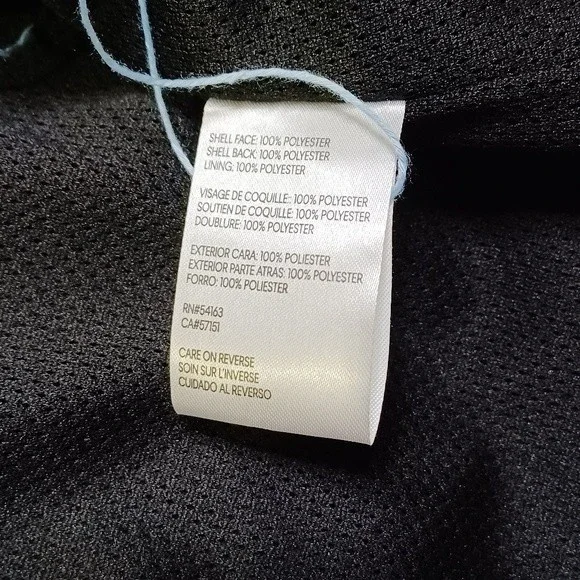 SHELL FACE: 100% POLYESTER
SHELL BACK: 100% POLYESTER
LINING; 100% POLYESTER
VISAGE DE COQUILLE: 100% POLYESTER
SOUTIEN DE COQUILLE: 100% POLYESTER
DOUBLURE: 100% POLYESTER
EXTERIOR CARA: 100% POLIESTER
EXTERIOR PARTE ATRAS: 100% POLIESTER
FORRO: 100% POLIESTER
RN#54163
CA#57151
CARE ON REVERSE
SOIN SUR L'INVERSE
CUIDADO AL REVERSO